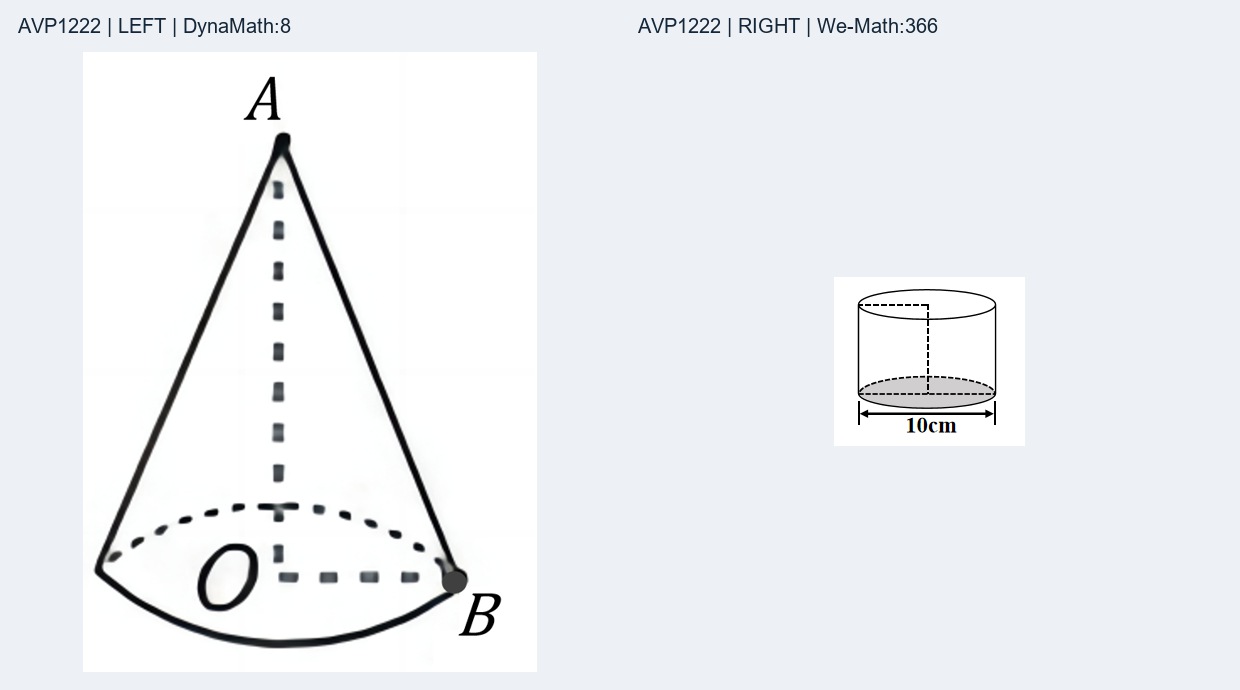 AVP1222 | LEFT | DynaMath:8
A
O
B
AVP1222 | RIGHT | We-Math:366
10cm